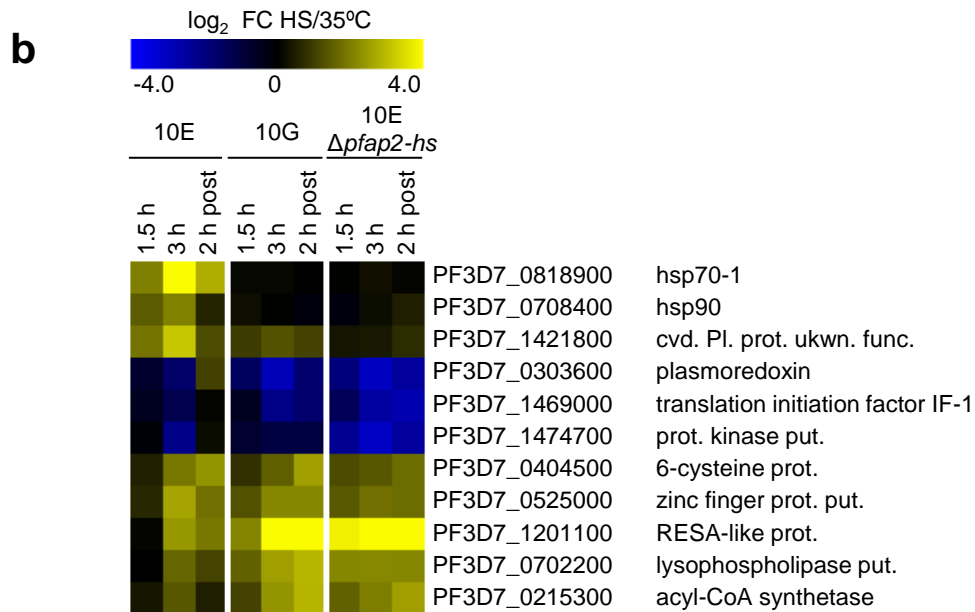 b
log₂ FC HS/35ºC
-4.0 0 4.0
10E 10G 10E Δpfap2-hs
1.5 h 3 h 2 h post 1.5 h 3 h 2 h post 1.5 h 3 h 2 h post
PF3D7_0818900 hsp70-1
PF3D7_0708400 hsp90
PF3D7_1421800 cvd. Pl. prot. ukwn. func.
PF3D7_0303600 plasmoredoxin
PF3D7_1469000 translation initiation factor IF-1
PF3D7_1474700 prot. kinase put.
PF3D7_0404500 6-cysteine prot.
PF3D7_0525000 zinc finger prot. put.
PF3D7_1201100 RESA-like prot.
PF3D7_0702200 lysophospholipase put.
PF3D7_0215300 acyl-CoA synthetase